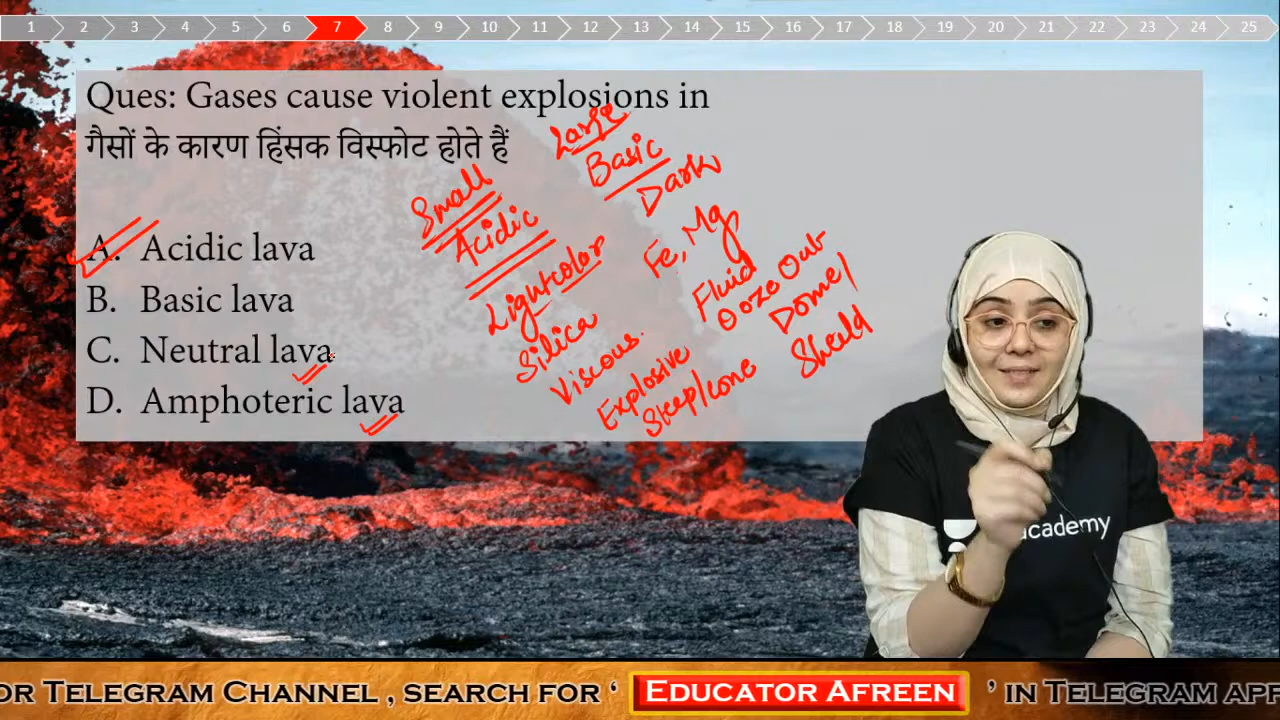 1 2 3 4 5 6 7 8 9 10 11 12 13 14 15 16 17 18 19 20 21 22 23 24 25
Ques: Gases cause violent explosions in
गैसों के कारण हिंसक विस्फोट होते हैं
A. Acidic lava
B. Basic lava
C. Neutral lava
D. Amphoteric lava
Small
Acidic
Lightcolor
Silica
Viscous.
Explosive
Steep/cone
Large
Basic
Dark
Fe, Mg
Fluid
Ooze Out
Dome/
Sheald
academy
OR TELEGRAM CHANNEL , SEARCH FOR ‘ EDUCATOR AFREEN ’ IN TELEGRAM APP